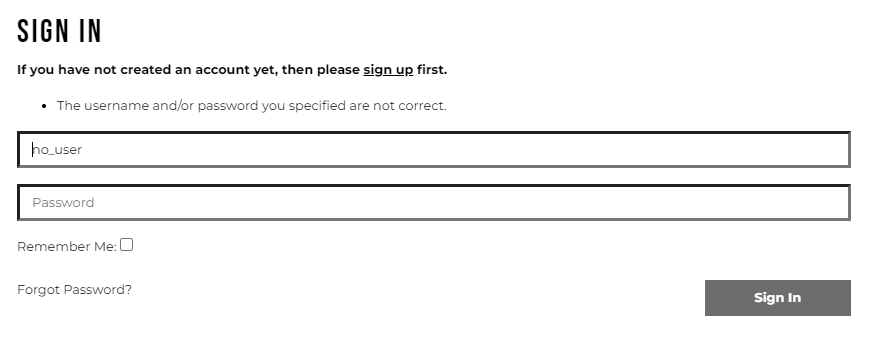 SIGN IN
If you have not created an account yet, then please sign up first.
The username and/or password you specified are not correct.
no_user
Password
Remember Me:
Forgot Password?
Sign In